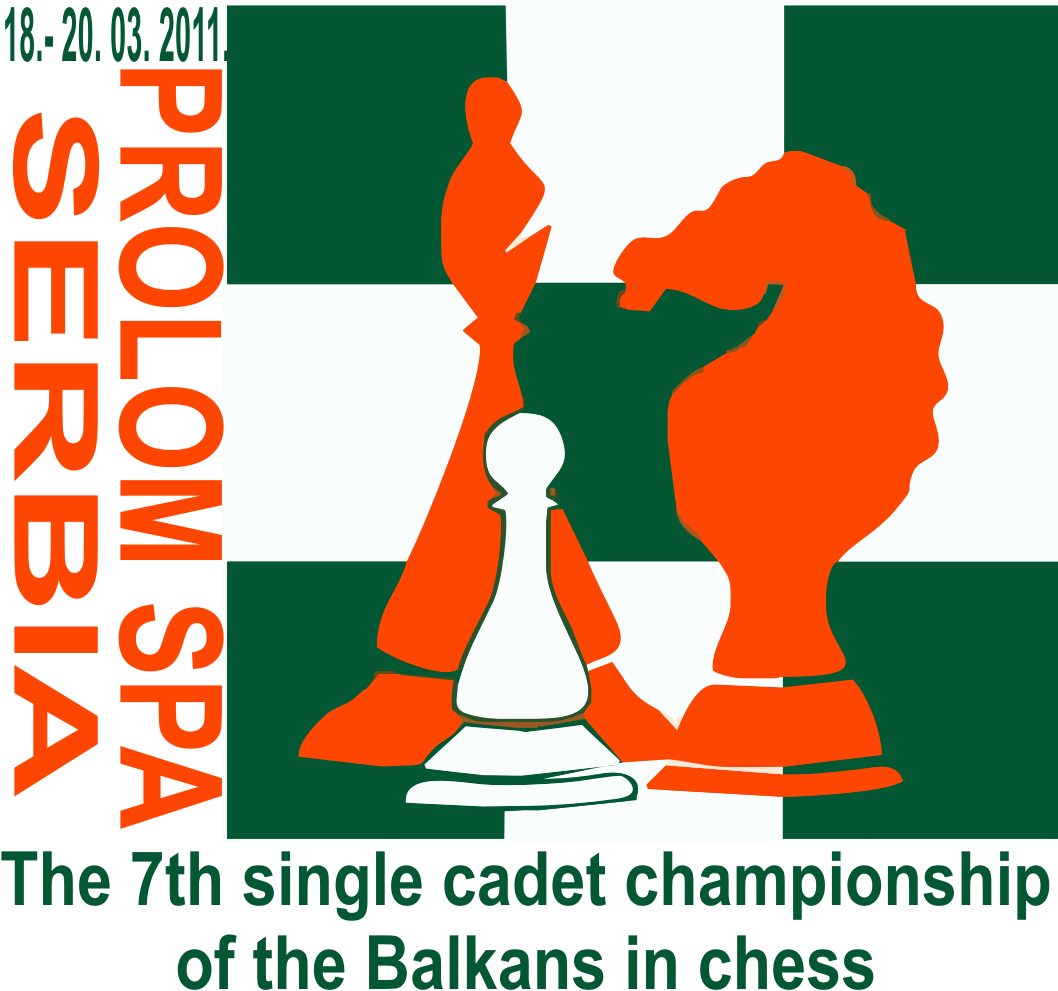 18.- 20. 03. 2011.
PROLOM SPA
SERBIA
The 7th single cadet championship
of the Balkans in chess